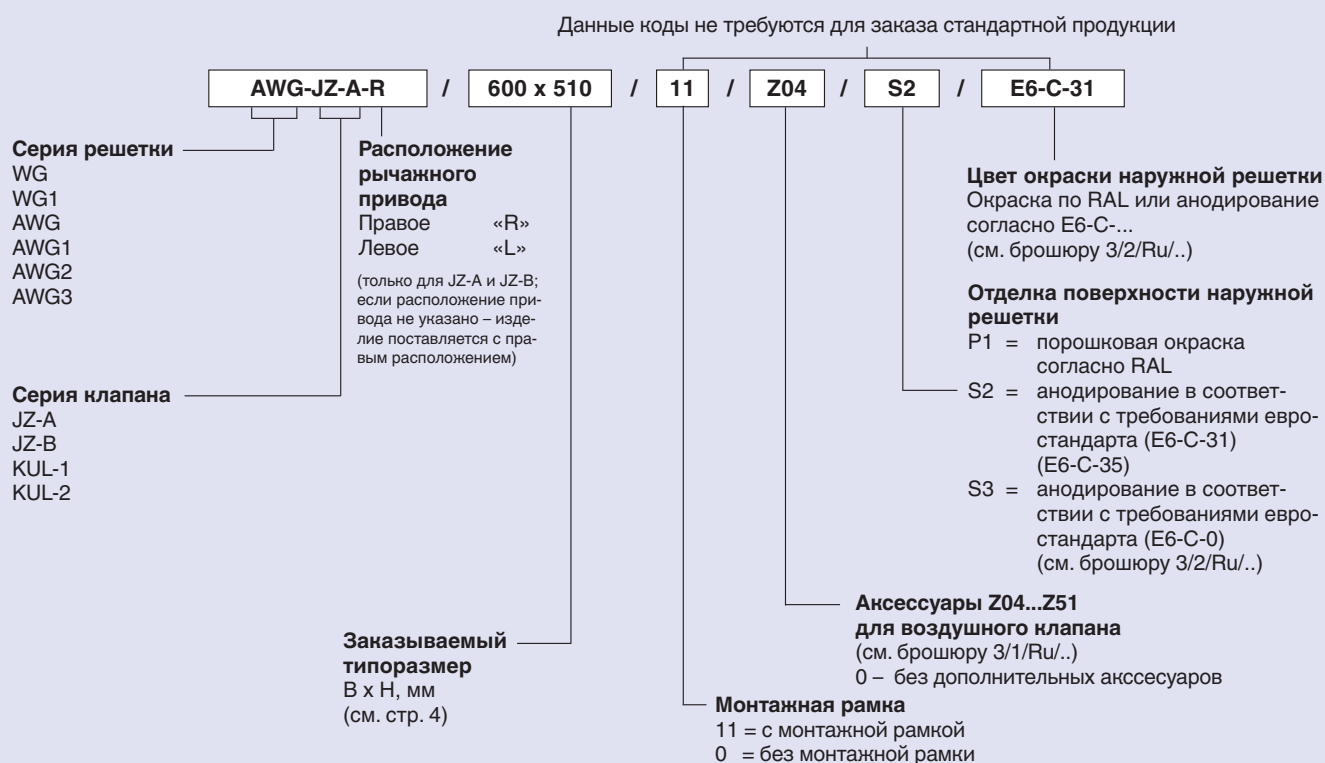 Данные коды не требуются для заказа стандартной продукции
AWG-JZ-A-R / 600 x 510 / 11 / Z04 / S2 / E6-C-31
Серия решетки
WG
WG1
AWG
AWG1
AWG2
AWG3
Серия клапана
JZ-A
JZ-B
KUL-1
KUL-2
Расположение
рычажного
привода
Правое «R»
Левое «L»
(только для JZ-A и JZ-B;
если расположение при-
вода не указано – изде-
лие поставляется с пра-
вым расположением)
Заказываемый
типоразмер
B x H, мм
(см. стр. 4)
Цвет окраски наружной решетки
Окраска по RAL или анодирование
согласно E6-C-...
(см. брошюру 3/2/Ru/..)
Отделка поверхности наружной
решетки
P1 = порошковая окраска
согласно RAL
S2 = анодирование в соответ-
ствии с требованиями евро-
стандарта (E6-C-31)
(E6-C-35)
S3 = анодирование в соответ-
ствии с требованиями евро-
стандарта (E6-C-0)
(см. брошюру 3/2/Ru/..)
Аксессуары Z04...Z51
для воздушного клапана
(см. брошюру 3/1/Ru/..)
0 – без дополнительных акссесуаров
Монтажная рамка
11 = с монтажной рамкой
0 = без монтажной рамки